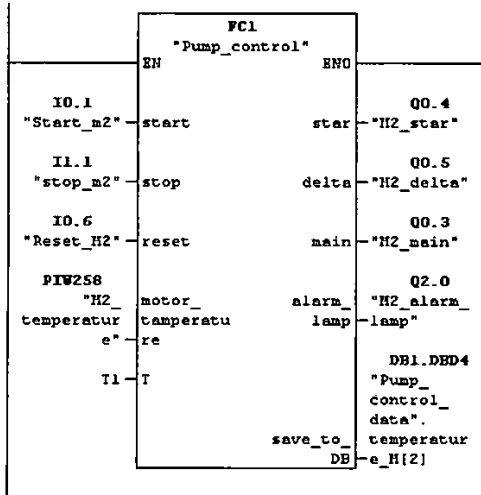 FC1
"Pump_control"
EN ENO
I0.1 Q0.4
"Start_m2" start star "M2_star"
I1.1 Q0.5
"stop_m2" stop delta "M2_delta"
I0.6 Q0.3
"Reset_M2" reset main "M2_main"
PIW258 Q2.0
"M2_ motor_ alarm_ "M2_alarm_
temperatur tamperatu lamp lamp"
e" re
T1 T
DB1.DBD4
"Pump_
control_
data".
save_to_ temperatur
DB e_M[2]